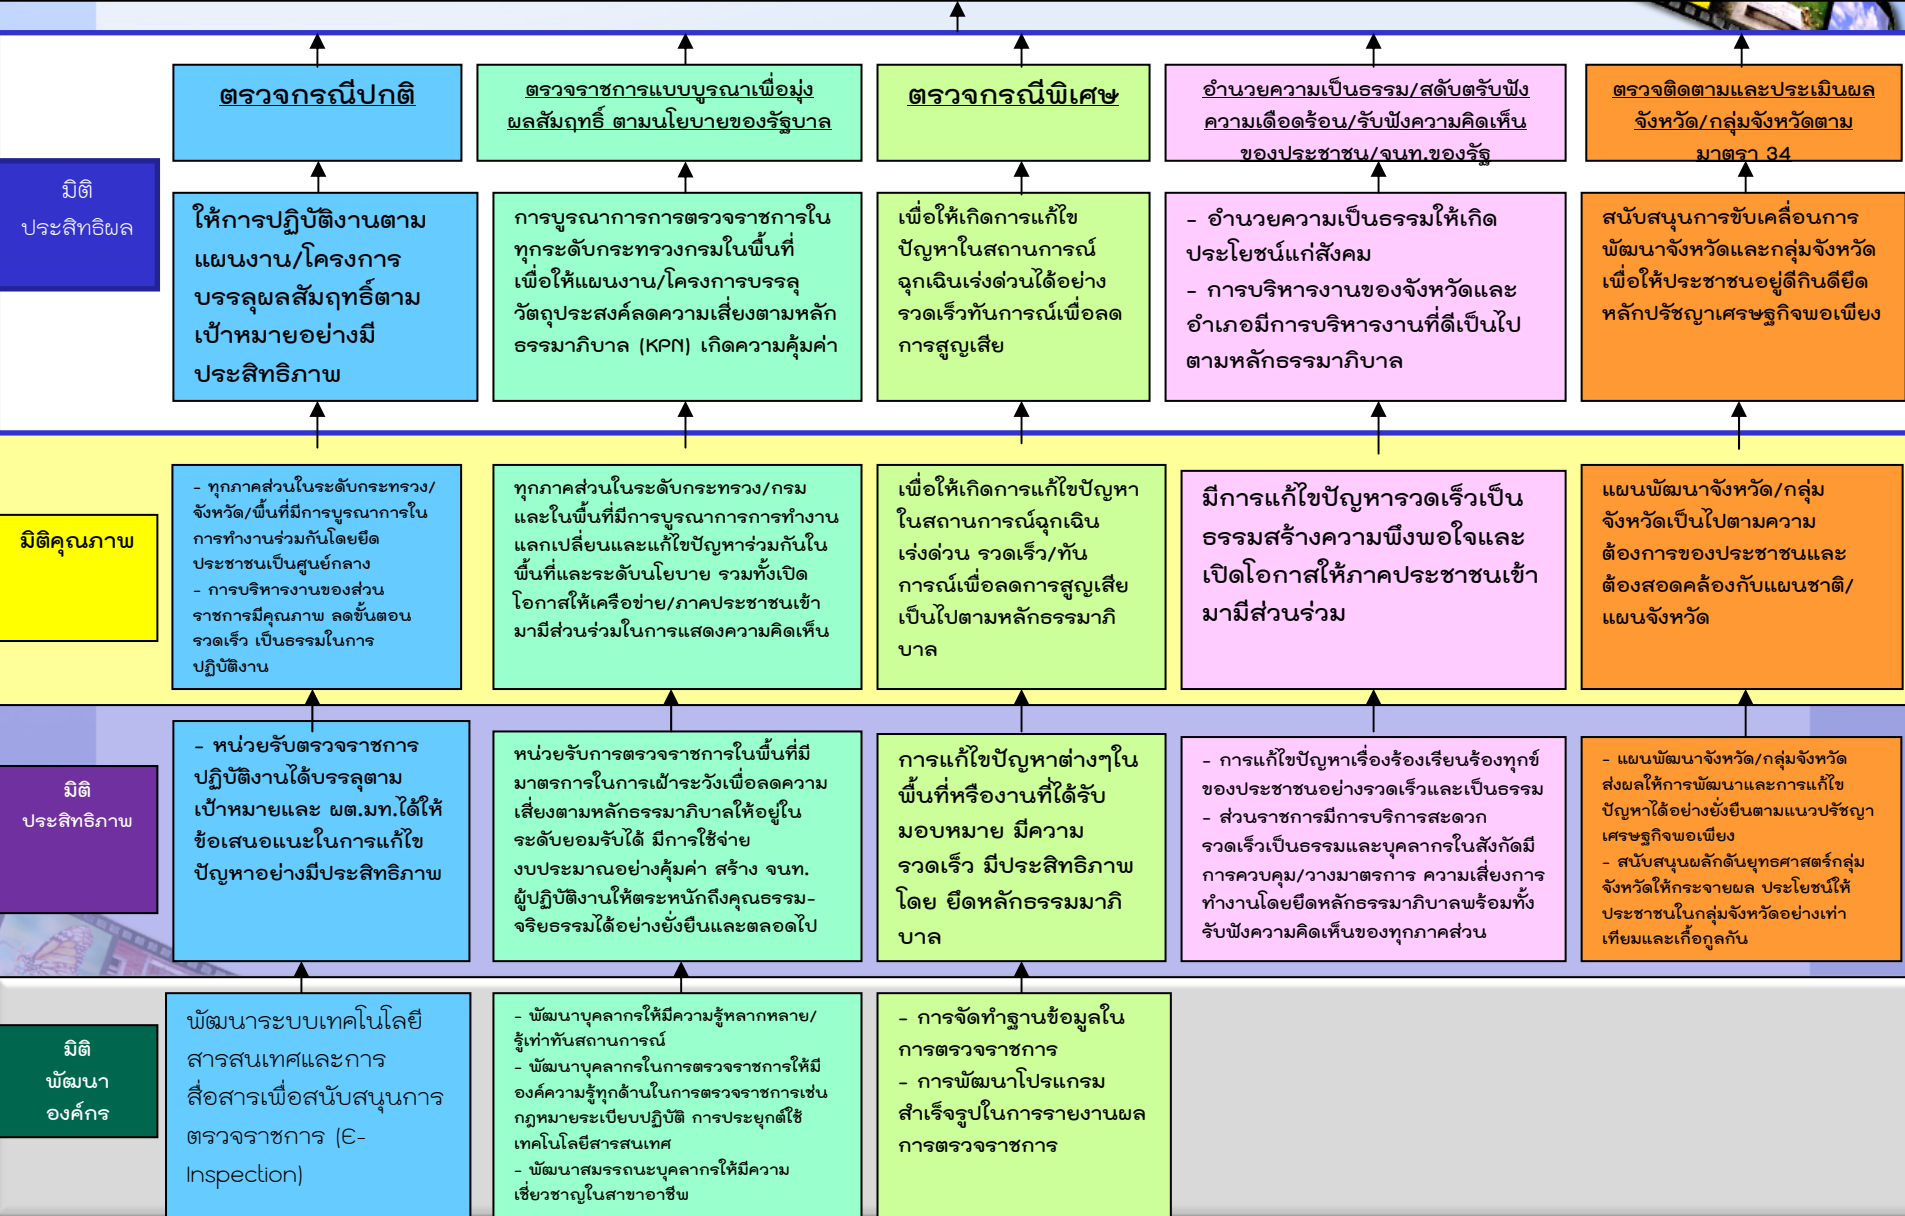 ตรวจกรณีปกติ
ตรวจราชการแบบบูรณาเพื่อมุ่ง
ผลสัมฤทธิ์ ตามนโยบายของรัฐบาล
ตรวจกรณีพิเศษ
อำนวยความเป็นธรรม/สดับตรับฟัง
ความเดือดร้อน/รับฟังความคิดเห็น
ของประชาชน/จนท.ของรัฐ
ตรวจติดตามและประเมินผล
จังหวัด/กลุ่มจังหวัดตาม
มาตรา 34
มิติ
ประสิทธิผล
ให้การปฏิบัติงานตาม
แผนงาน/โครงการ
บรรลุผลสัมฤทธิ์ตาม
เป้าหมายอย่างมี
ประสิทธิภาพ
การบูรณาการการตรวจราชการใน
ทุกระดับกระทรวงกรมในพื้นที่
เพื่อให้แผนงาน/โครงการบรรลุ
วัตถุประสงค์ลดความเสี่ยงตามหลัก
ธรรมาภิบาล (KPN) เกิดความคุ้มค่า
เพื่อให้เกิดการแก้ไข
ปัญหาในสถานการณ์
ฉุกเฉินเร่งด่วนได้อย่าง
รวดเร็วทันการณ์เพื่อลด
การสูญเสีย
- อำนวยความเป็นธรรมให้เกิด
ประโยชน์แก่สังคม
- การบริหารงานของจังหวัดและ
อำเภอมีการบริหารงานที่ดีเป็นไป
ตามหลักธรรมาภิบาล
สนับสนุนการขับเคลื่อนการ
พัฒนาจังหวัดและกลุ่มจังหวัด
เพื่อให้ประชาชนอยู่ดีกินดียึด
หลักปรัชญาเศรษฐกิจพอเพียง
มิติคุณภาพ
- ทุกภาคส่วนในระดับกระทรวง/
จังหวัด/พื้นที่มีการบูรณาการใน
การทำงานร่วมกันโดยยึด
ประชาชนเป็นศูนย์กลาง
- การบริหารงานของส่วน
ราชการมีคุณภาพ ลดขั้นตอน
รวดเร็ว เป็นธรรมในการ
ปฏิบัติงาน
ทุกภาคส่วนในระดับกระทรวง/กรม
และในพื้นที่มีการบูรณาการการทำงาน
แลกเปลี่ยนและแก้ไขปัญหาร่วมกันใน
พื้นที่และระดับนโยบาย รวมทั้งเปิด
โอกาสให้เครือข่าย/ภาคประชาชนเข้า
มามีส่วนร่วมในการแสดงความคิดเห็น
เพื่อให้เกิดการแก้ไขปัญหา
ในสถานการณ์ฉุกเฉิน
เร่งด่วน รวดเร็ว/ทัน
การณ์เพื่อลดการสูญเสีย
เป็นไปตามหลักธรรมาภิ
บาล
มีการแก้ไขปัญหารวดเร็วเป็น
ธรรมสร้างความพึงพอใจและ
เปิดโอกาสให้ภาคประชาชนเข้า
มามีส่วนร่วม
แผนพัฒนาจังหวัด/กลุ่ม
จังหวัดเป็นไปตามความ
ต้องการของประชาชนและ
ต้องสอดคล้องกับแผนชาติ/
แผนจังหวัด
มิติ
ประสิทธิภาพ
- หน่วยรับตรวจราชการ
ปฏิบัติงานได้บรรลุตาม
เป้าหมายและ ผต.มท.ได้ให้
ข้อเสนอแนะในการแก้ไข
ปัญหาอย่างมีประสิทธิภาพ
หน่วยรับการตรวจราชการในพื้นที่มี
มาตรการในการเฝ้าระวังเพื่อลดความ
เสี่ยงตามหลักธรรมาภิบาลให้อยู่ใน
ระดับยอมรับได้ มีการใช้จ่าย
งบประมาณอย่างคุ้มค่า สร้าง จนท.
ผู้ปฏิบัติงานให้ตระหนักถึงคุณธรรม-
จริยธรรมได้อย่างยั่งยืนและตลอดไป
การแก้ไขปัญหาต่างๆใน
พื้นที่หรืองานที่ได้รับ
มอบหมาย มีความ
รวดเร็ว มีประสิทธิภาพ
โดย ยึดหลักธรรมมาภิ
บาล
- การแก้ไขปัญหาเรื่องร้องเรียนร้องทุกข์
ของประชาชนอย่างรวดเร็วและเป็นธรรม
- ส่วนราชการมีการบริการสะดวก
รวดเร็วเป็นธรรมและบุคลากรในสังกัดมี
การควบคุม/วางมาตรการ ความเสี่ยงการ
ทำงานโดยยึดหลักธรรมาภิบาลพร้อมทั้ง
รับฟังความคิดเห็นของทุกภาคส่วน
- แผนพัฒนาจังหวัด/กลุ่มจังหวัด
ส่งผลให้การพัฒนาและการแก้ไข
ปัญหาได้อย่างยั่งยืนตามแนวปรัชญา
เศรษฐกิจพอเพียง
- สนับสนุนผลักดันยุทธศาสตร์กลุ่ม
จังหวัดให้กระจายผล ประโยชน์ให้
ประชาชนในกลุ่มจังหวัดอย่างเท่า
เทียมและเกื้อกูลกัน
มิติ
พัฒนา
องค์กร
พัฒนาระบบเทคโนโลยี
สารสนเทศและการ
สื่อสารเพื่อสนับสนุนการ
ตรวจราชการ (E-
Inspection)
- พัฒนาบุคลากรให้มีความรู้หลากหลาย/
รู้เท่าทันสถานการณ์
- พัฒนาบุคลากรในการตรวจราชการให้มี
องค์ความรู้ทุกด้านในการตรวจราชการเช่น
กฎหมายระเบียบปฏิบัติ การประยุกต์ใช้
เทคโนโลยีสารสนเทศ
- พัฒนาสมรรถนะบุคลากรให้มีความ
เชี่ยวชาญในสาขาอาชีพ
- การจัดทำฐานข้อมูลใน
การตรวจราชการ
- การพัฒนาโปรแกรม
สำเร็จรูปในการรายงานผล
การตรวจราชการ